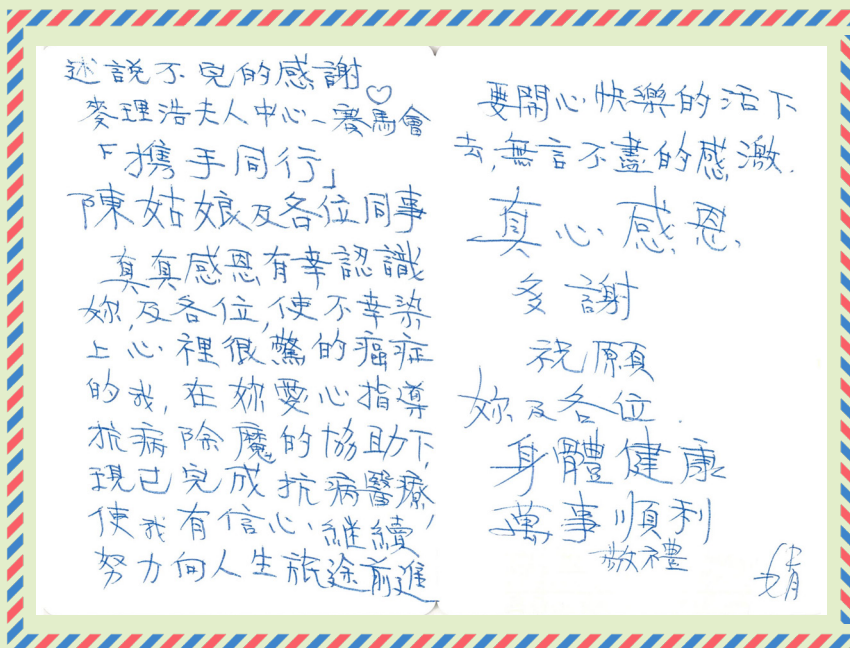 述說不完的感謝♡
麥理浩夫人中心－賽馬會
「携手同行」
陳姑娘及各位同事
真真感恩有幸認識
妳,及各位,使不幸染
上心裡很驚的癌症
的我,在妳愛心指導
抗病除魔的協助下,
現已完成抗病醫療,
使我有信心,繼續
努力向人生旅途前進
要開心快樂的活下
去,無言不盡的感激.
真心感恩.
多謝
祝願
妳及各位.
身體健康
萬事順利
敬禮